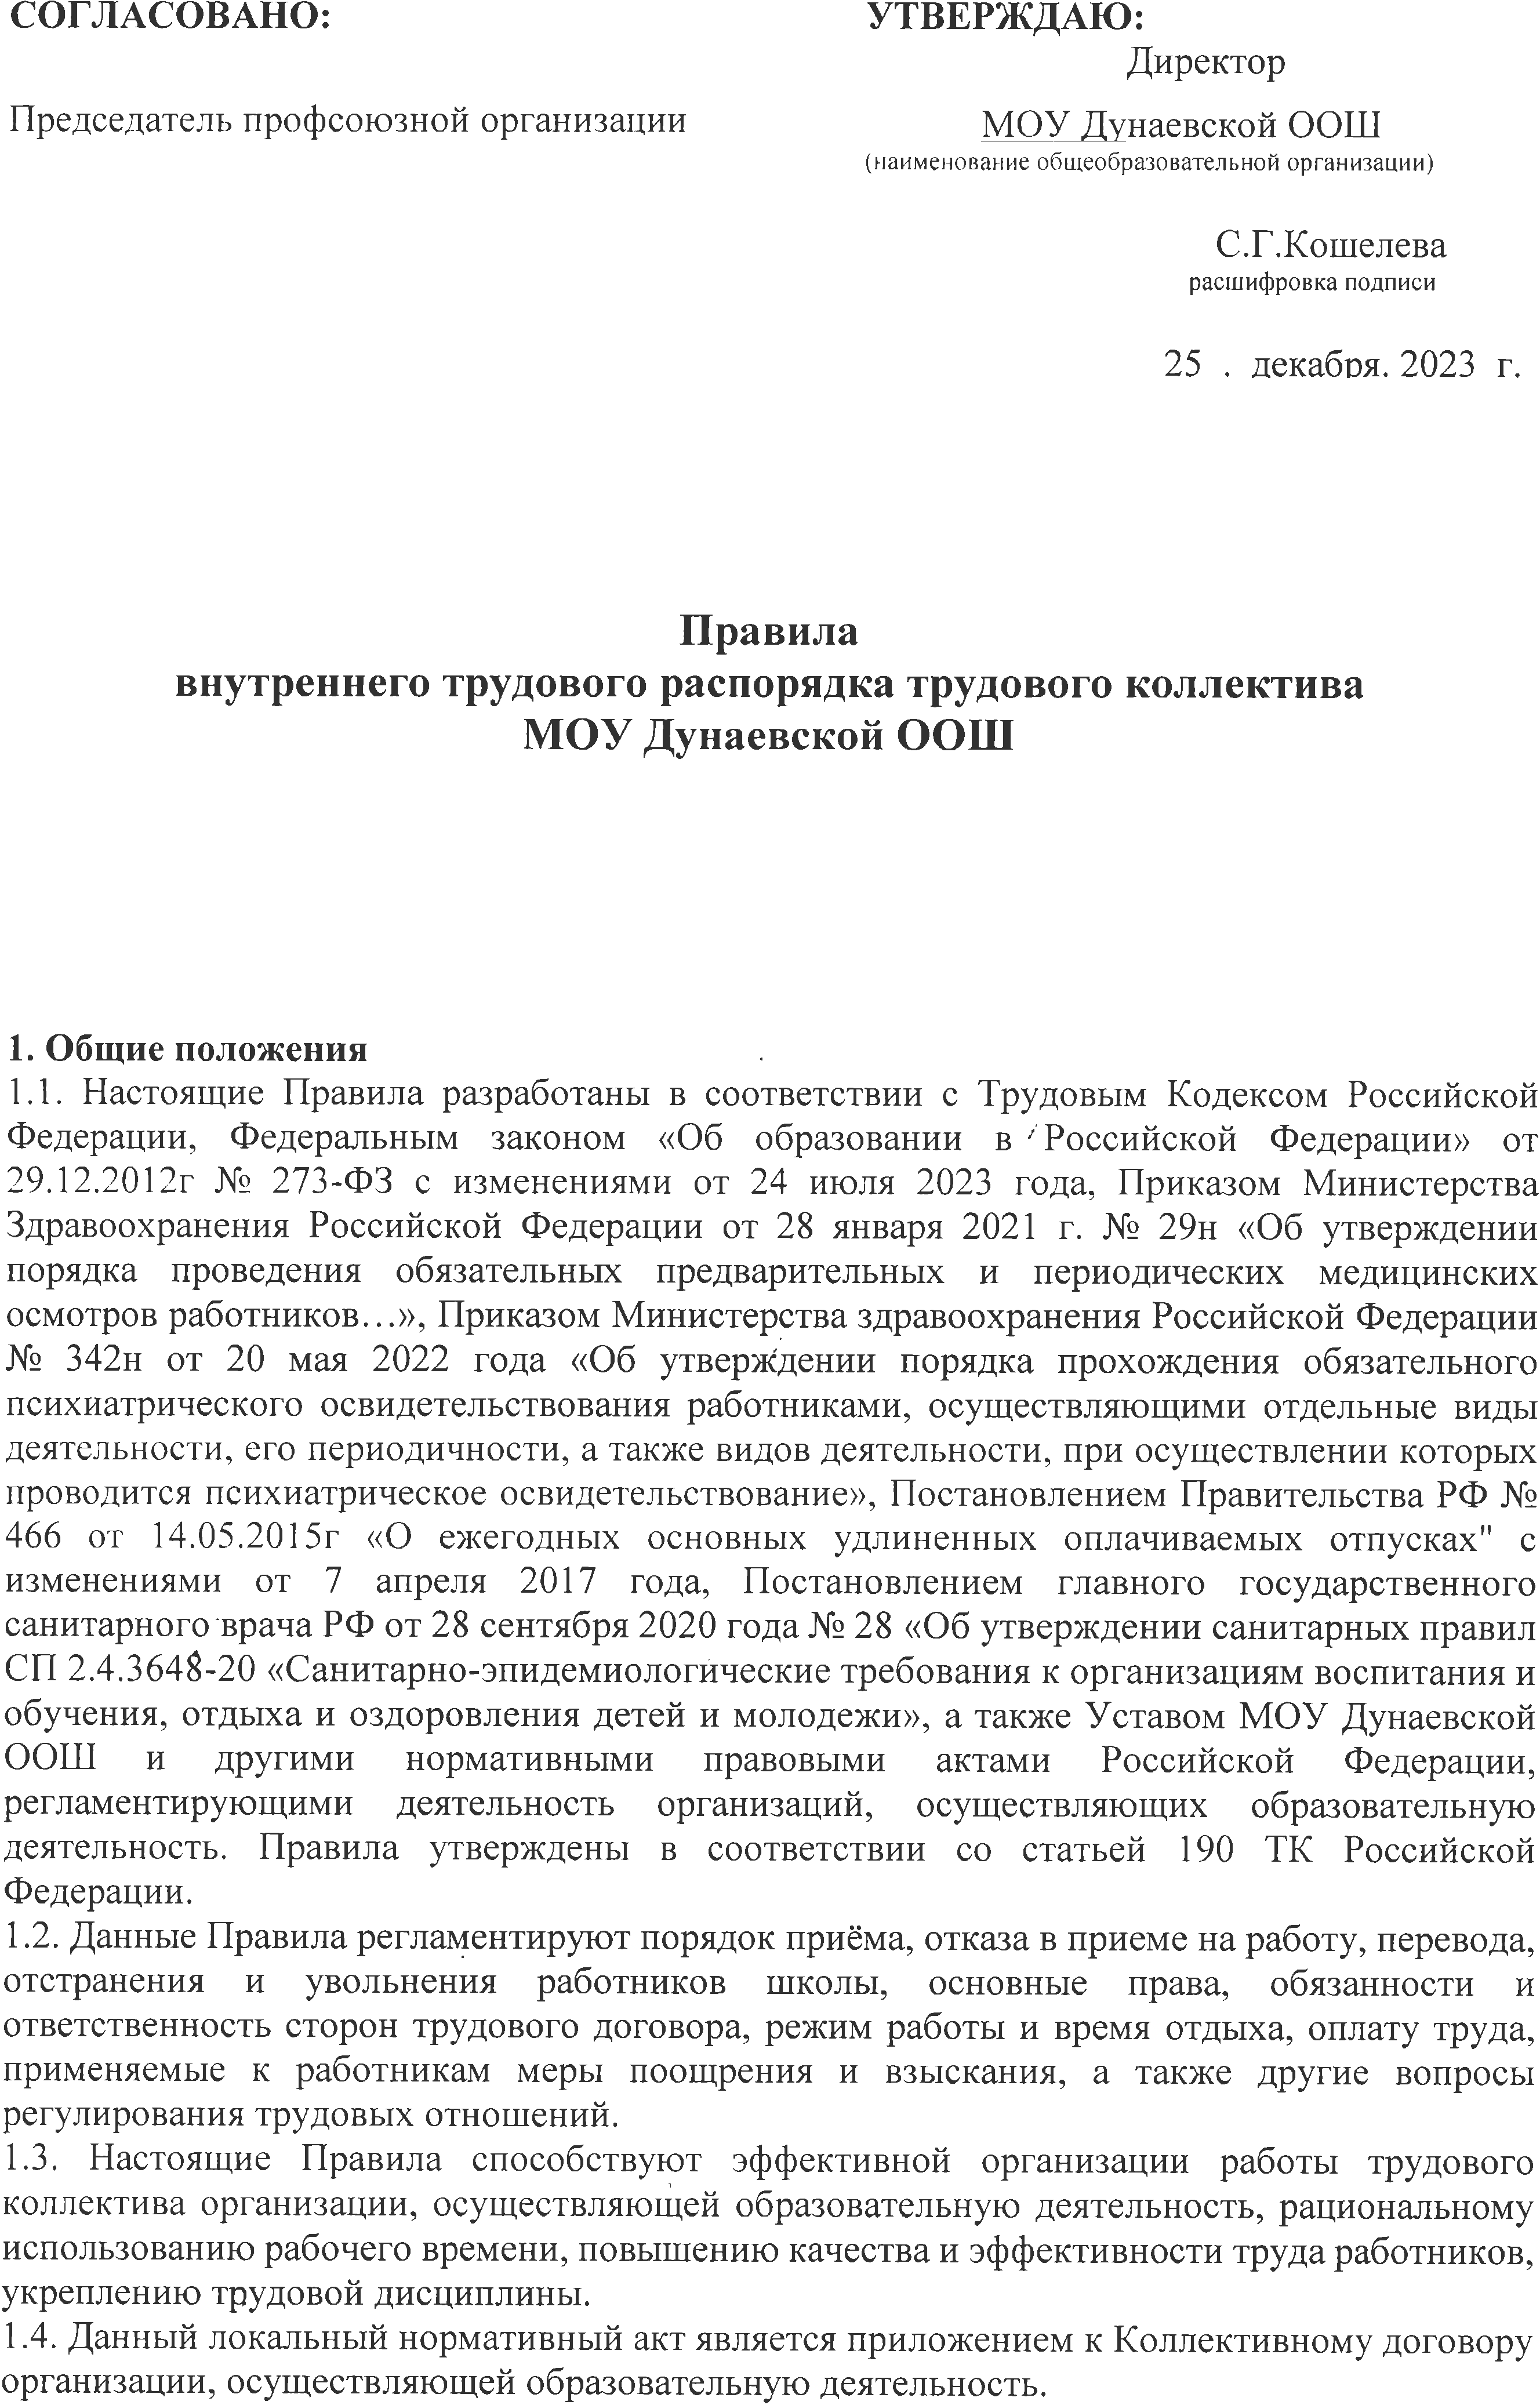 СОГЛАСОВАНО:
УТВЕРЖДАЮ:
Директор
Председатель профсоюзной организации
МОУ Дунаевской ООШ
(наименование общеобразовательной организации)
С.Г.Кошелева
расшифровка подписи
25 . декабря. 2023 г.
Правила
внутреннего трудового распорядка трудового коллектива
МОУ Дунаевской ООШ
1. Общие положения
1.1. Настоящие Правила разработаны в соответствии с Трудовым Кодексом Российской
Федерации, Федеральным законом «Об образовании в Российской Федерации» от
29.12.2012г № 273-ФЗ с изменениями от 24 июля 2023 года, Приказом Министерства
Здравоохранения Российской Федерации от 28 января 2021 г. № 29н «Об утверждении
порядка проведения обязательных предварительных и периодических медицинских
осмотров работников…», Приказом Министерства здравоохранения Российской Федерации
№ 342н от 20 мая 2022 года «Об утверждении порядка прохождения обязательного
психиатрического освидетельствования работниками, осуществляющими отдельные виды
деятельности, его периодичности, а также видов деятельности, при осуществлении которых
проводится психиатрическое освидетельствование», Постановлением Правительства РФ №
466 от 14.05.2015г «О ежегодных основных удлиненных оплачиваемых отпусках" с
изменениями от 7 апреля 2017 года, Постановлением главного государственного
санитарного врача РФ от 28 сентября 2020 года № 28 «Об утверждении санитарных правил
СП 2.4.3648-20 «Санитарно-эпидемиологические требования к организациям воспитания и
обучения, отдыха и оздоровления детей и молодежи», а также Уставом МОУ Дунаевской
ООШ и другими нормативными правовыми актами Российской Федерации,
регламентирующими деятельность организаций, осуществляющих образовательную
деятельность. Правила утверждены в соответствии со статьей 190 ТК Российской
Федерации.
1.2. Данные Правила регламентируют порядок приёма, отказа в приеме на работу, перевода,
отстранения и увольнения работников школы, основные права, обязанности и
ответственность сторон трудового договора, режим работы и время отдыха, оплату труда,
применяемые к работникам меры поощрения и взыскания, а также другие вопросы
регулирования трудовых отношений.
1.3. Настоящие Правила способствуют эффективной организации работы трудового
коллектива организации, осуществляющей образовательную деятельность, рациональному
использованию рабочего времени, повышению качества и эффективности труда работников,
укреплению трудовой дисциплины.
1.4. Данный локальный нормативный акт является приложением к Коллективному договору
организации, осуществляющей образовательную деятельность.